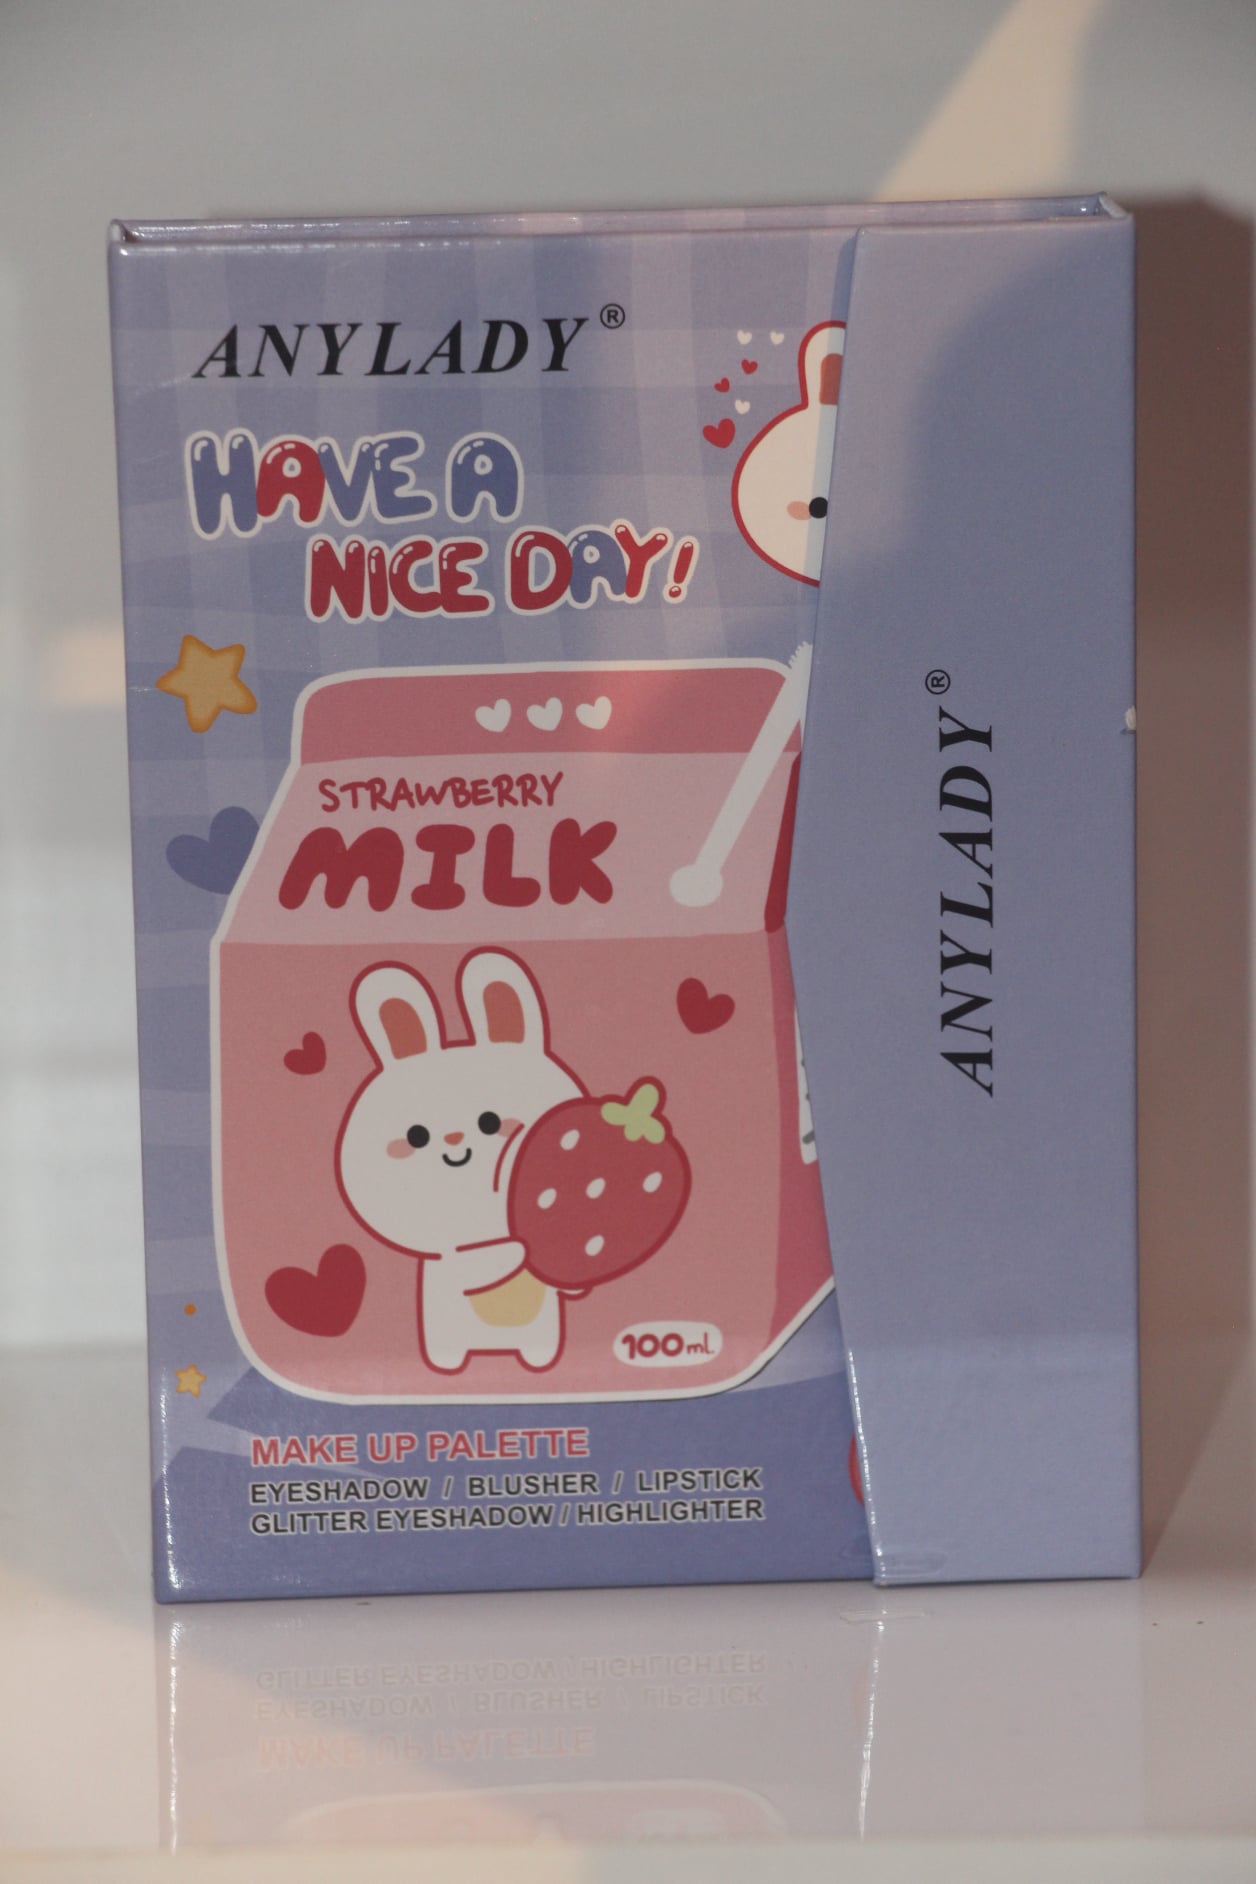 ANYLADY®
HAVE A
NICE DAY!
STRAWBERRY
MILK
100ml.
MAKE UP PALETTE
EYESHADOW / BLUSHER / LIPSTICK
GLITTER EYESHADOW / HIGHLIGHTER
ANYLADY®